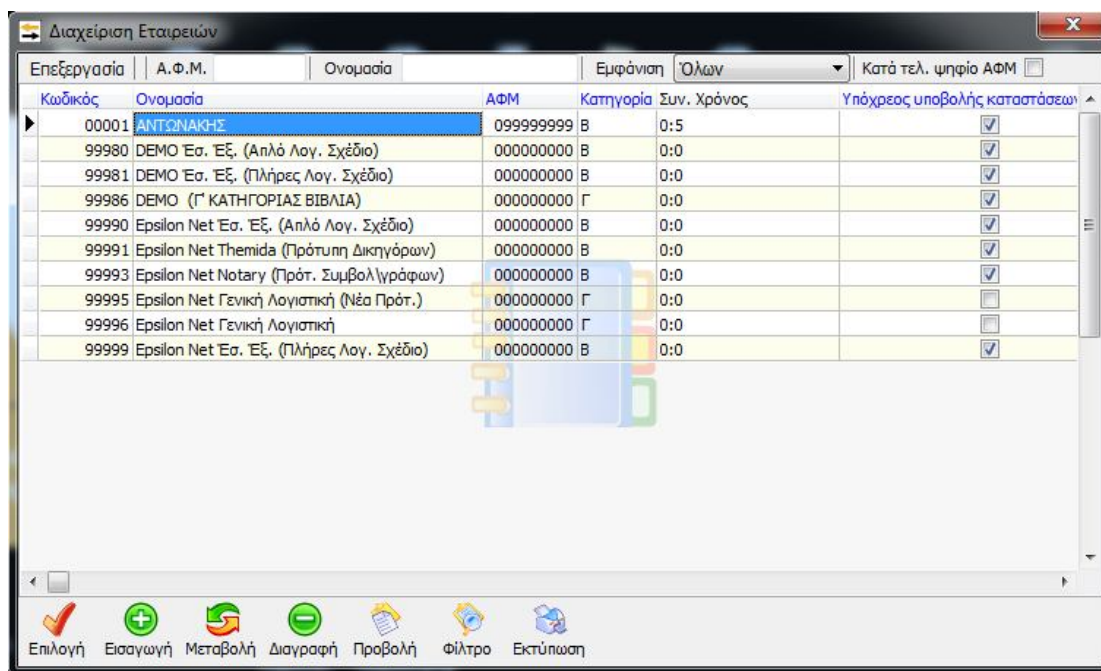 Διαχείριση Εταιρειών
Επεξεργασία Α.Φ.Μ. Ονομασία Εμφάνιση Όλων Κατά τελ. ψηφίο ΑΦΜ
Κωδικός Ονομασία ΑΦΜ Κατηγορία Συν. Χρόνος Υπόχρεος υποβολής καταστάσεων
00001 ΑΝΤΩΝΑΚΗΣ 099999999 Β 0:5
99980 DEMO Έσ. Έξ. (Απλό Λογ. Σχέδιο) 000000000 Β 0:0
99981 DEMO Έσ. Έξ. (Πλήρες Λογ. Σχέδιο) 000000000 Β 0:0
99986 DEMO (Γ' ΚΑΤΗΓΟΡΙΑΣ ΒΙΒΛΙΑ) 000000000 Γ 0:0
99990 Epsilon Net Έσ. Έξ. (Απλό Λογ. Σχέδιο) 000000000 Β 0:0
99991 Epsilon Net Themida (Πρότυπη Δικηγόρων) 000000000 Β 0:0
99993 Epsilon Net Notary (Πρότ. Συμβολ\γράφων) 000000000 Β 0:0
99995 Epsilon Net Γενική Λογιστική (Νέα Πρότ.) 000000000 Γ 0:0
99996 Epsilon Net Γενική Λογιστική 000000000 Γ 0:0
99999 Epsilon Net Έσ. Έξ. (Πλήρες Λογ. Σχέδιο) 000000000 Β 0:0
Επιλογή Εισαγωγή Μεταβολή Διαγραφή Προβολή Φίλτρο Εκτύπωση